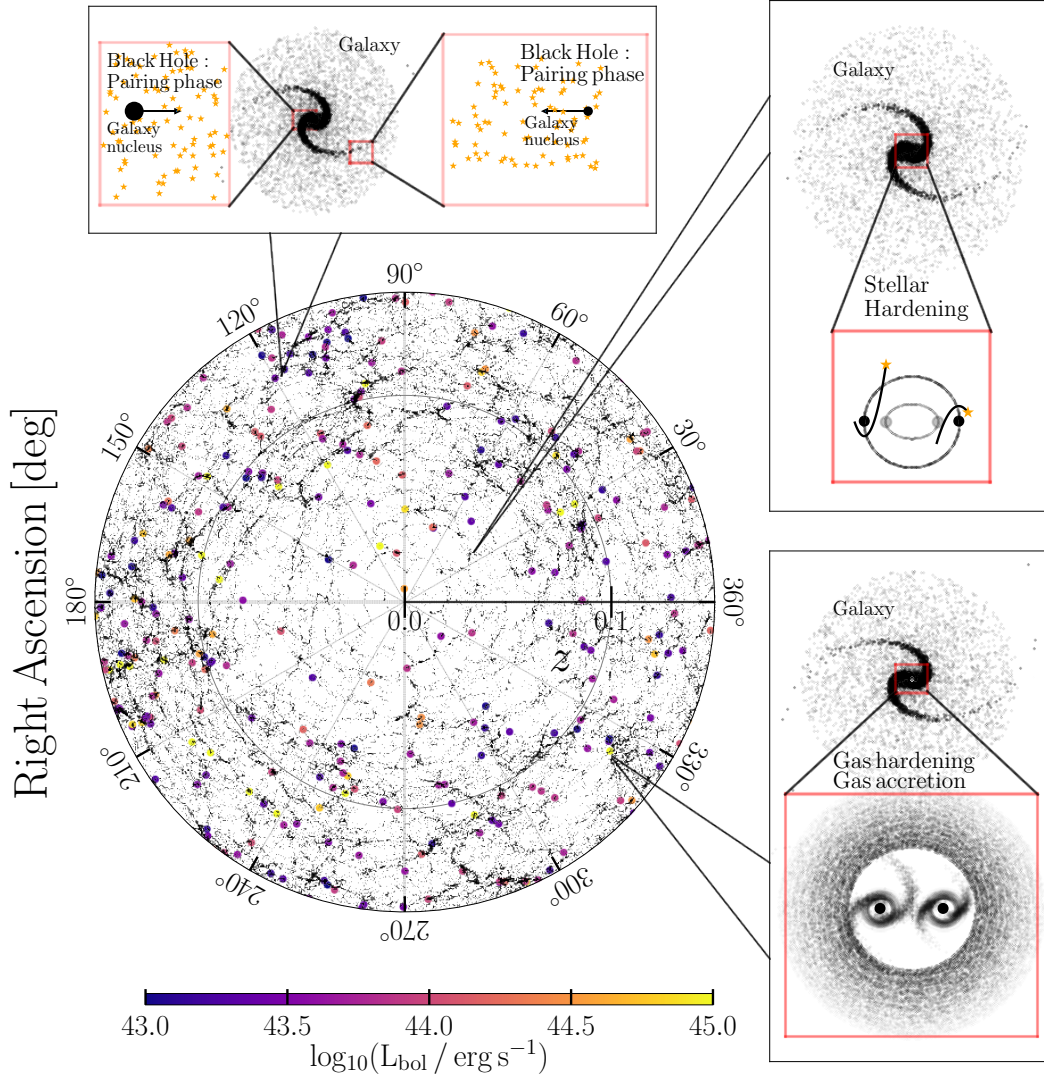 Black Hole :
Pairing phase
Galaxy
nucleus
Galaxy
Black Hole :
Pairing phase
Galaxy
nucleus
Galaxy
Stellar
Hardening
Galaxy
Gas hardening
Gas accretion
Right Ascension [deg]
90°
60°
30°
360°
330°
300°
270°
240°
210°
180°
150°
120°
0.0
0.1
z
43.0
43.5
44.0
44.5
45.0
log₁₀(L_bol / erg s⁻¹)